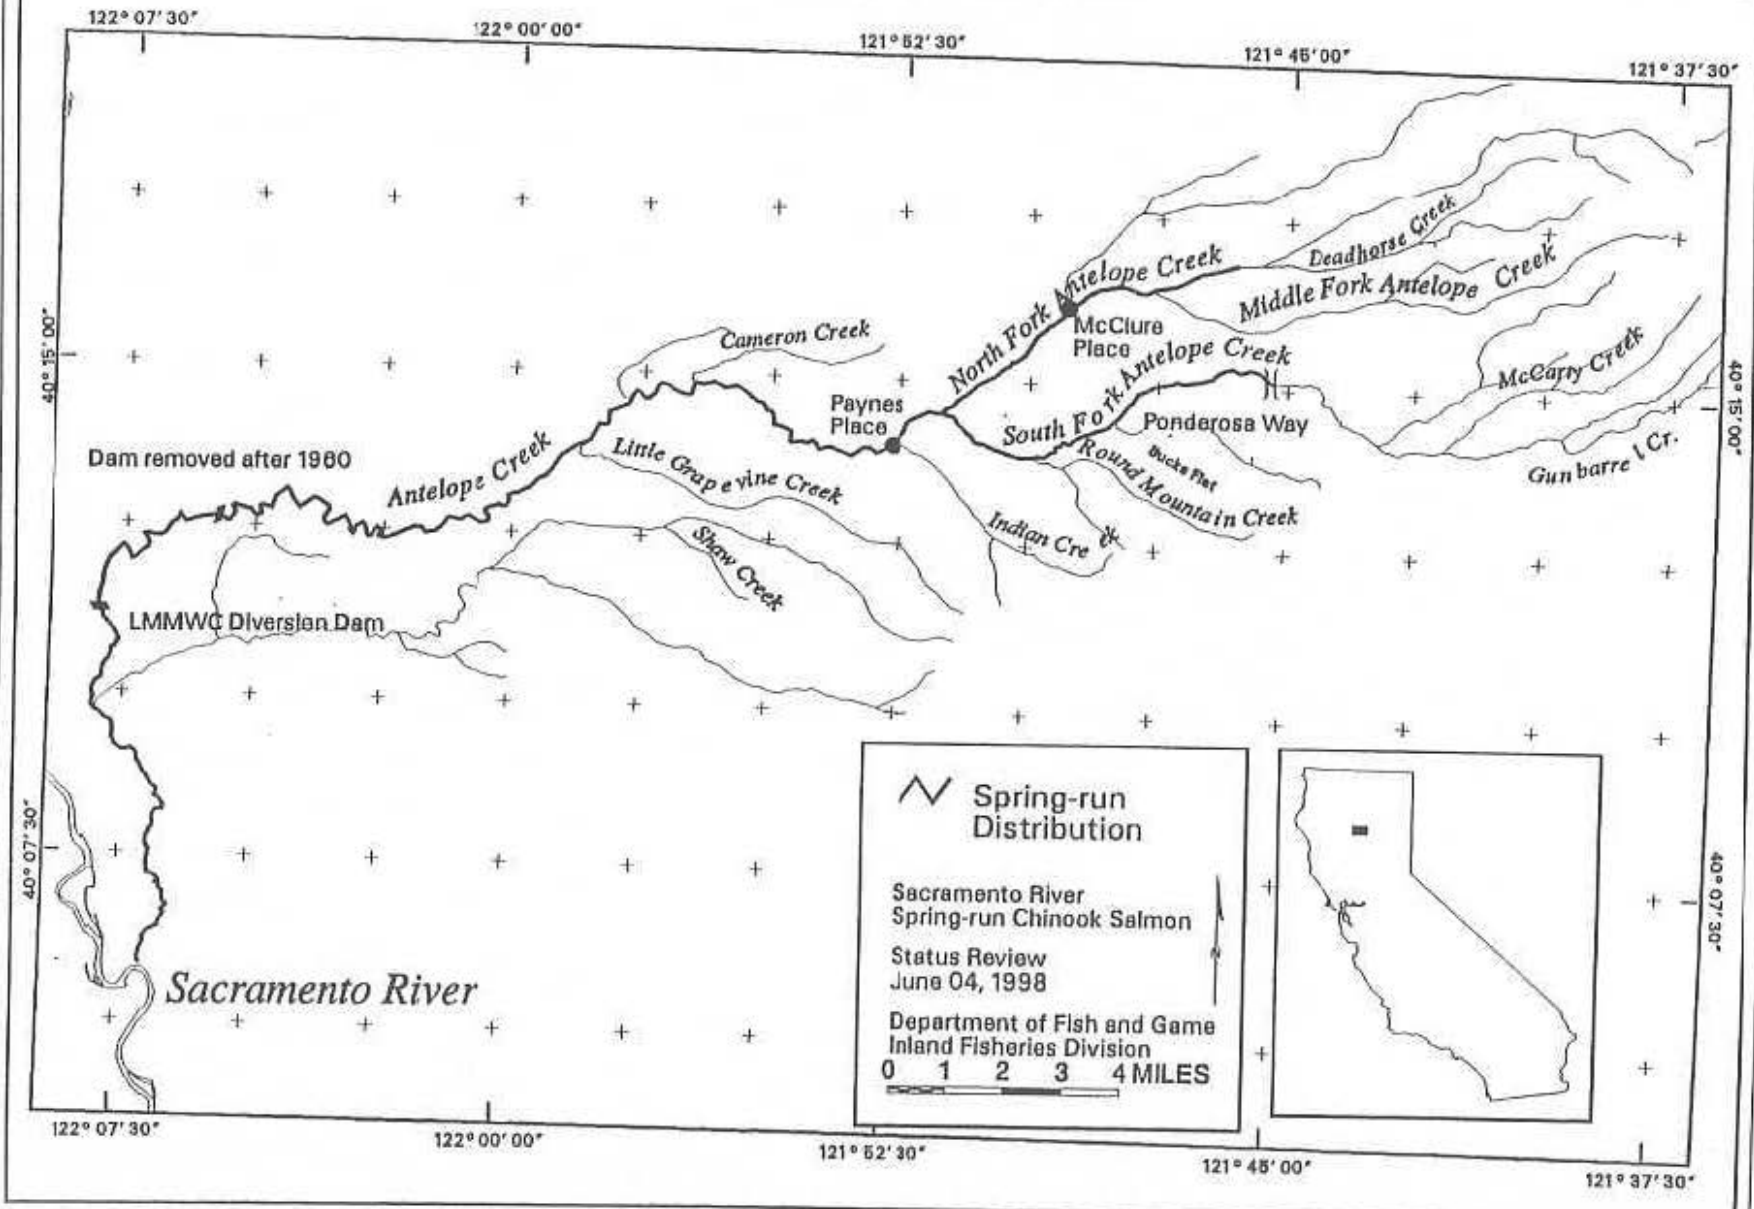 122° 07' 30"
122° 00' 00"
121° 52' 30"
121° 45' 00"
121° 37' 30"
Deadhorse Creek
North Fork Antelope Creek
Middle Fork Antelope Creek
Cameron Creek
McClure
Place
40° 15' 00"
South Fork Antelope Creek
McCarty Creek
40° 15' 00"
Paynes
Place
Ponderosa Way
Dam removed after 1980
Antelope Creek
Little Grapevine Creek
Round Mountain Creek
Bucks Flat
Gunbarrel Cr.
Indian Cre
Shaw Creek
LMMWC Diversion Dam
Spring-run
Distribution
40° 07' 30"
40° 07' 30"
Sacramento River
Spring-run Chinook Salmon
N
Status Review
June 04, 1998
Sacramento River
Department of Fish and Game
Inland Fisheries Division
0 1 2 3 4 MILES
122° 07' 30"
122° 00' 00"
121° 52' 30"
121° 45' 00"
121° 37' 30"